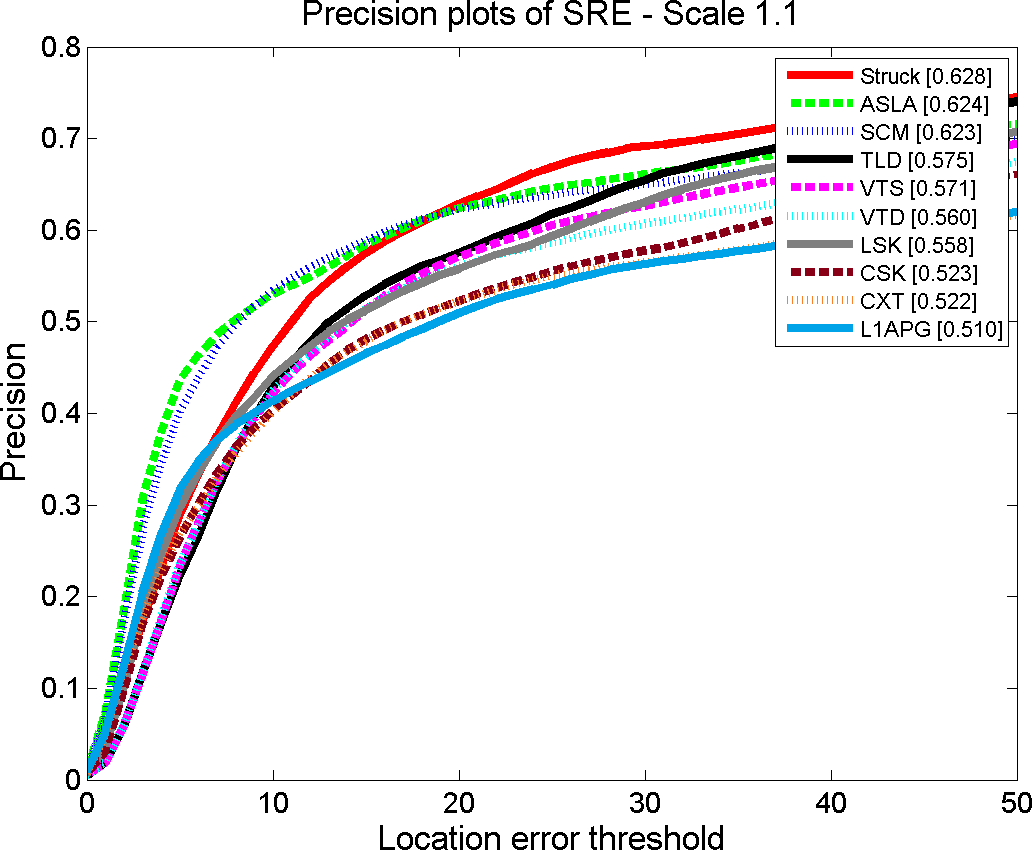 Precision plots of SRE - Scale 1.1
0.8
0.7
0.6
0.5
0.4
0.3
0.2
0.1
0
Precision
Struck [0.628]
ASLA [0.624]
SCM [0.623]
TLD [0.575]
VTS [0.571]
VTD [0.560]
LSK [0.558]
CSK [0.523]
CXT [0.522]
L1APG [0.510]
0 10 20 30 40 50
Location error threshold